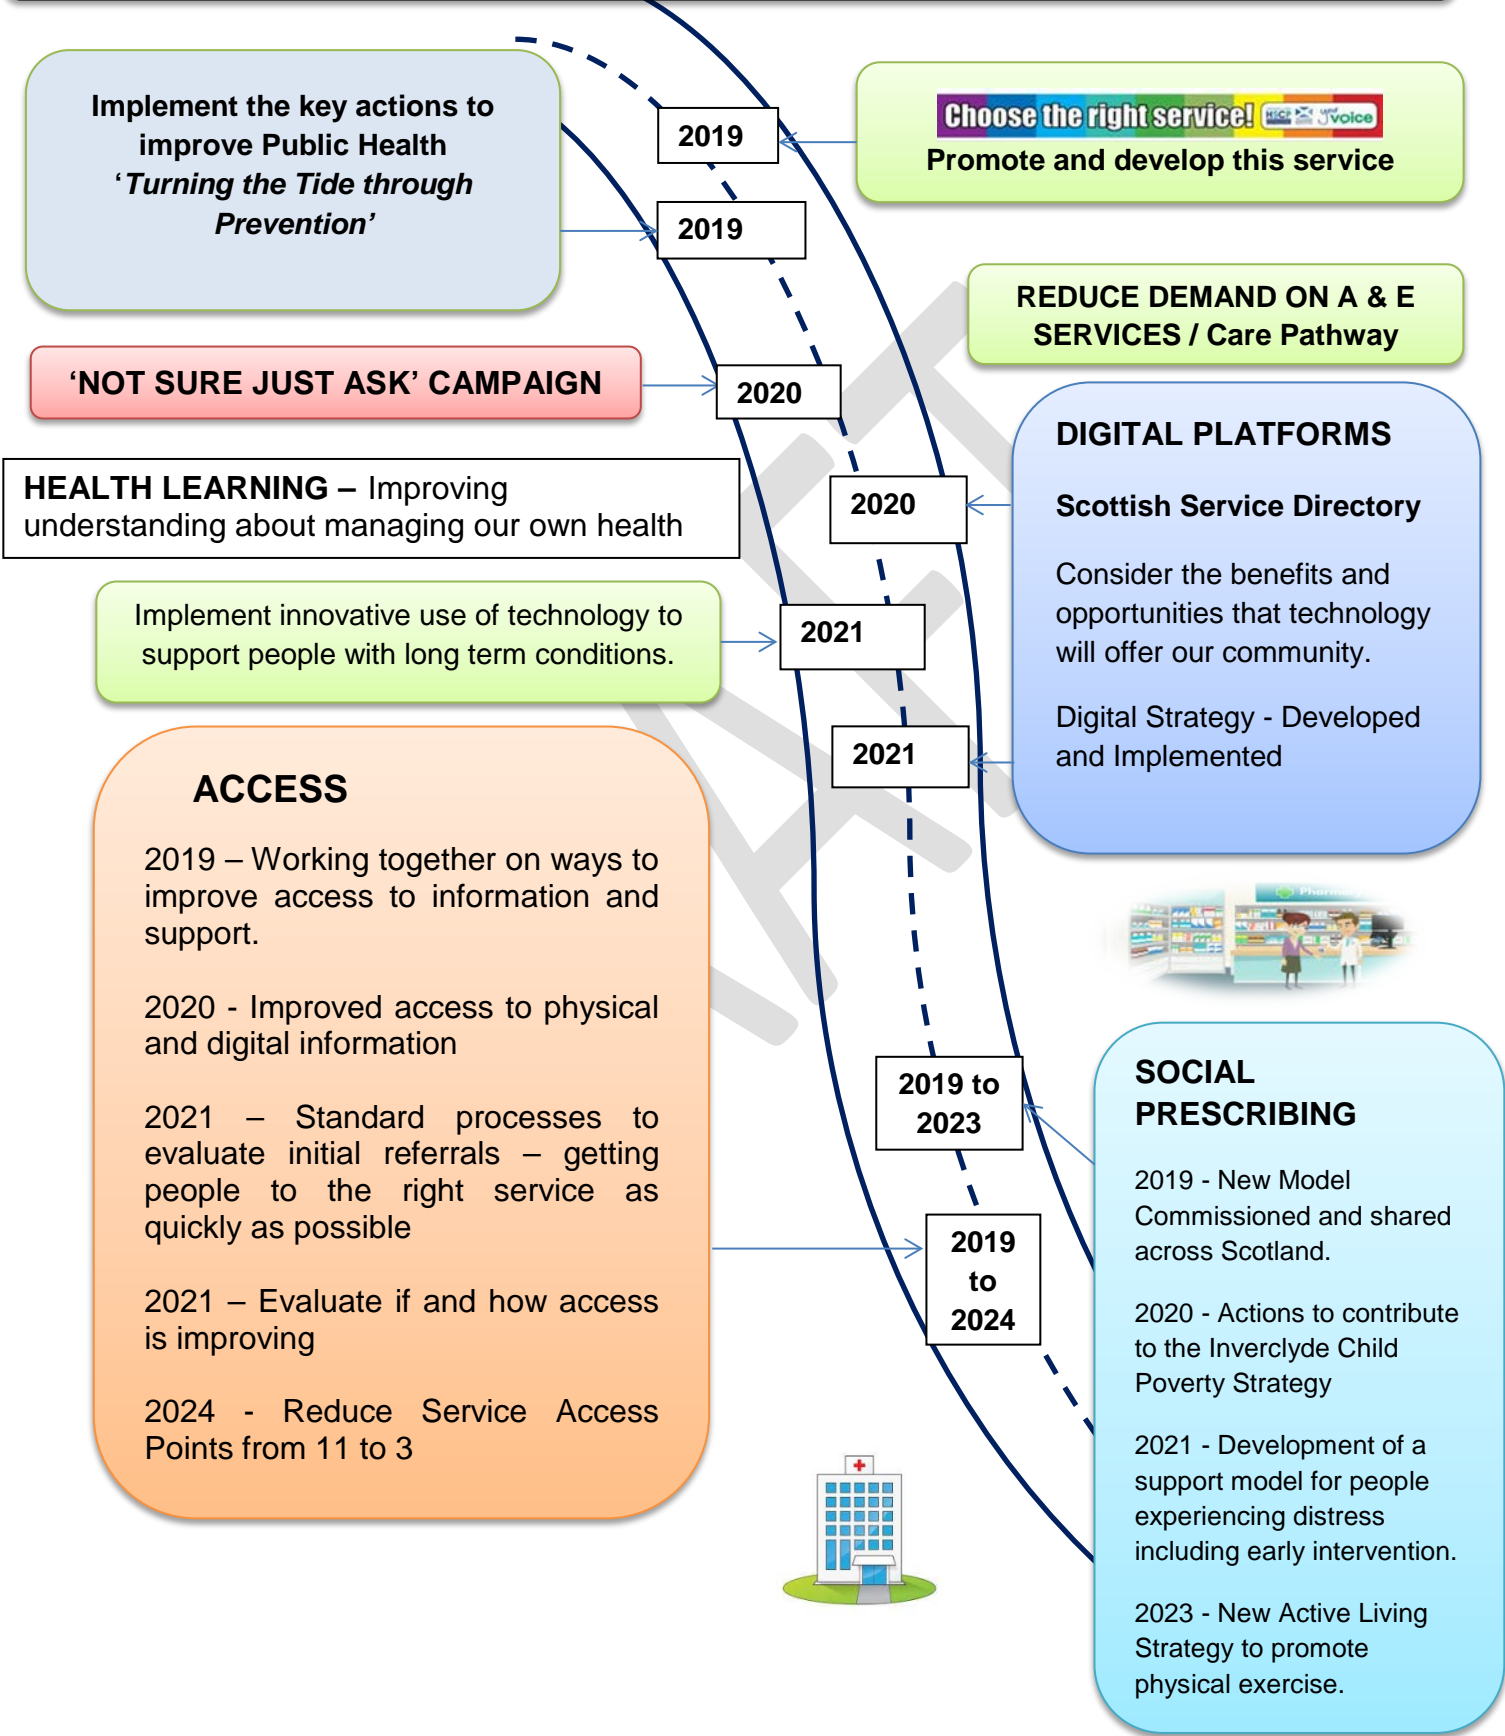 Implement the key actions to
improve Public Health
‘Turning the Tide through
Prevention’
2019
Choose the right service! HSCP your voice
Promote and develop this service
2019
REDUCE DEMAND ON A & E
SERVICES / Care Pathway
‘NOT SURE JUST ASK’ CAMPAIGN
2020
HEALTH LEARNING – Improving
understanding about managing our own health
2020
DIGITAL PLATFORMS
Scottish Service Directory
Consider the benefits and
opportunities that technology
will offer our community.
Digital Strategy - Developed
and Implemented
Implement innovative use of technology to
support people with long term conditions.
2021
2021
ACCESS
2019 – Working together on ways to
improve access to information and
support.
2020 - Improved access to physical
and digital information
2021 – Standard processes to
evaluate initial referrals – getting
people to the right service as
quickly as possible
2021 – Evaluate if and how access
is improving
2024 - Reduce Service Access
Points from 11 to 3
Pharmacy
2019 to
2023
2019
to
2024
SOCIAL
PRESCRIBING
2019 - New Model
Commissioned and shared
across Scotland.
2020 - Actions to contribute
to the Inverclyde Child
Poverty Strategy
2021 - Development of a
support model for people
experiencing distress
including early intervention.
2023 - New Active Living
Strategy to promote
physical exercise.
DRAFT